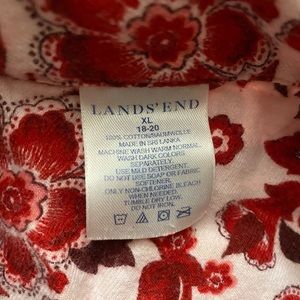 LANDS' END
XL
18-20
100% COTTON/BAUMWOLLE
MADE IN SRI LANKA
MACHINE WASH WARM NORMAL.
WASH DARK COLORS
SEPARATELY.
USE MILD DETERGENT.
DO NOT USE SOAP OR FABRIC
SOFTENER.
ONLY NON-CHLORINE BLEACH
WHEN NEEDED.
TUMBLE DRY LOW.
DO NOT IRON.